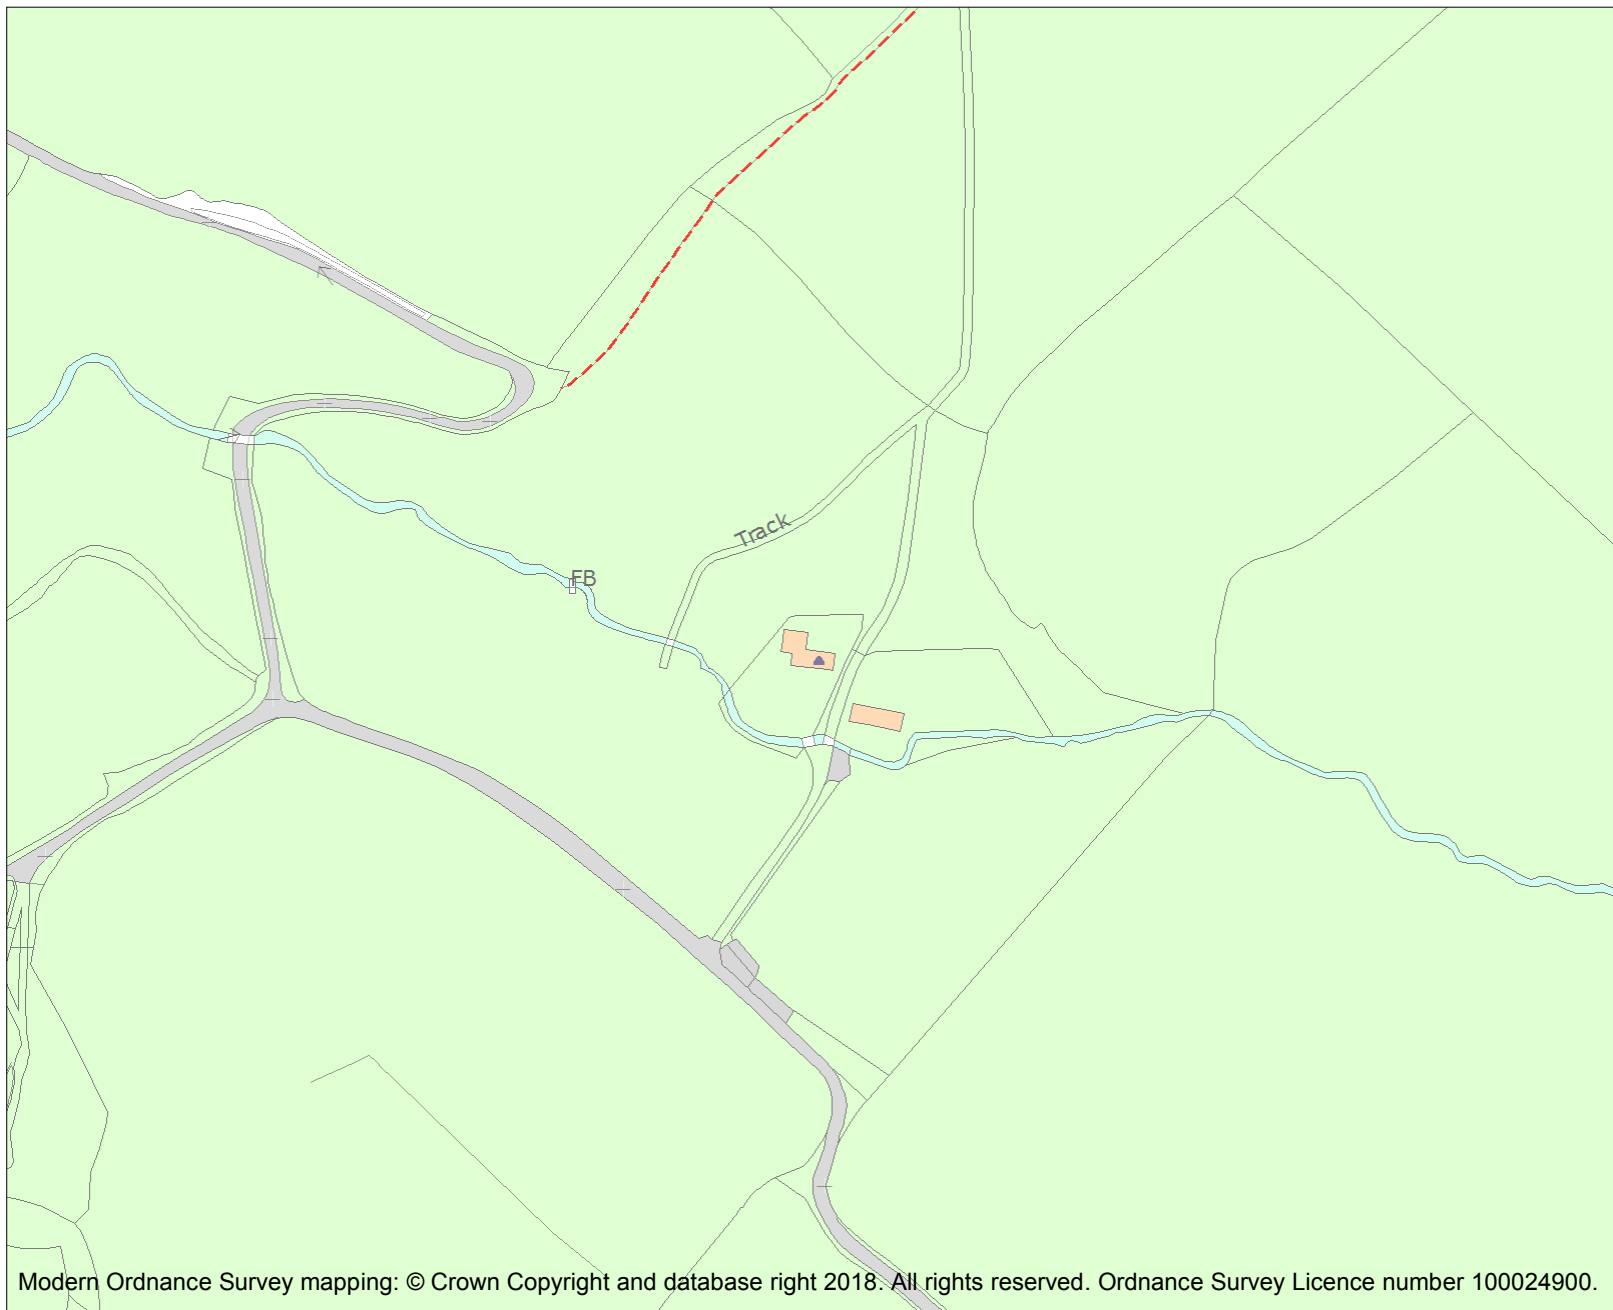 Track
FB
Modern Ordnance Survey mapping: © Crown Copyright and database right 2018. All rights reserved. Ordnance Survey Licence number 100024900.